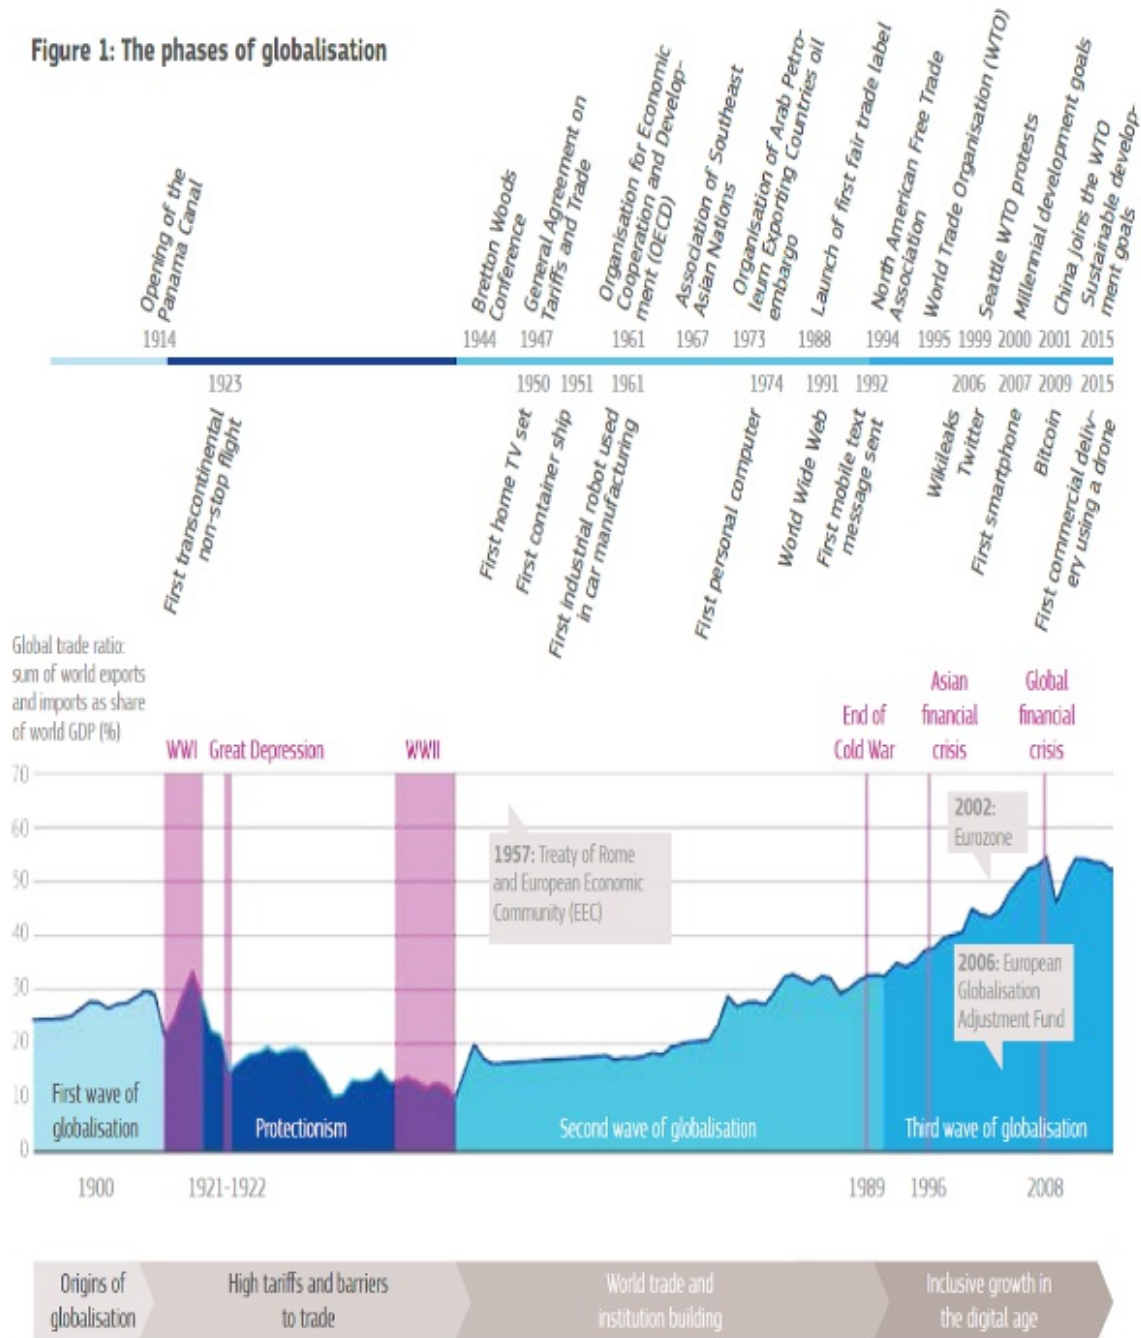 Figure 1: The phases of globalisation
Opening of the
Panama Canal
Bretton Woods
Conference
General Agreement on
Tariffs and Trade
Organisation for Economic
Cooperation and Develop-
ment (OECD)
Association of Southeast
Asian Nations
Organisation of Arab Petro-
leum Exporting Countries oil
embargo
Launch of first fair trade label
North American Free Trade
Association
World Trade Organisation (WTO)
Seattle WTO protests
Millennial development goals
China joins the WTO
Sustainable develop-
ment goals
1914 1944 1947 1961 1967 1973 1988 1994 1995 1999 2000 2001 2015
1923 1950 1951 1961 1974 1991 1992 2006 2007 2009 2015
First transcontinental
non-stop flight
First home TV set
First container ship
First industrial robot used
in car manufacturing
First personal computer
World Wide Web
First mobile text
message sent
Wikileaks
Twitter
First smartphone
Bitcoin
First commercial deliv-
ery using a drone
Global trade ratio:
sum of world exports
and imports as share
of world GDP (%)
WWI Great Depression WWII
End of
Cold War
Asian
financial
crisis
Global
financial
crisis
70
60
50
40
30
20
10
0
1957: Treaty of Rome
and European Economic
Community (EEC)
2002:
Eurozone
2006: European
Globalisation
Adjustment Fund
First wave of
globalisation
Protectionism
Second wave of globalisation
Third wave of globalisation
1900 1921-1922 1989 1996 2008
Origins of
globalisation
High tariffs and barriers
to trade
World trade and
institution building
Inclusive growth in
the digital age